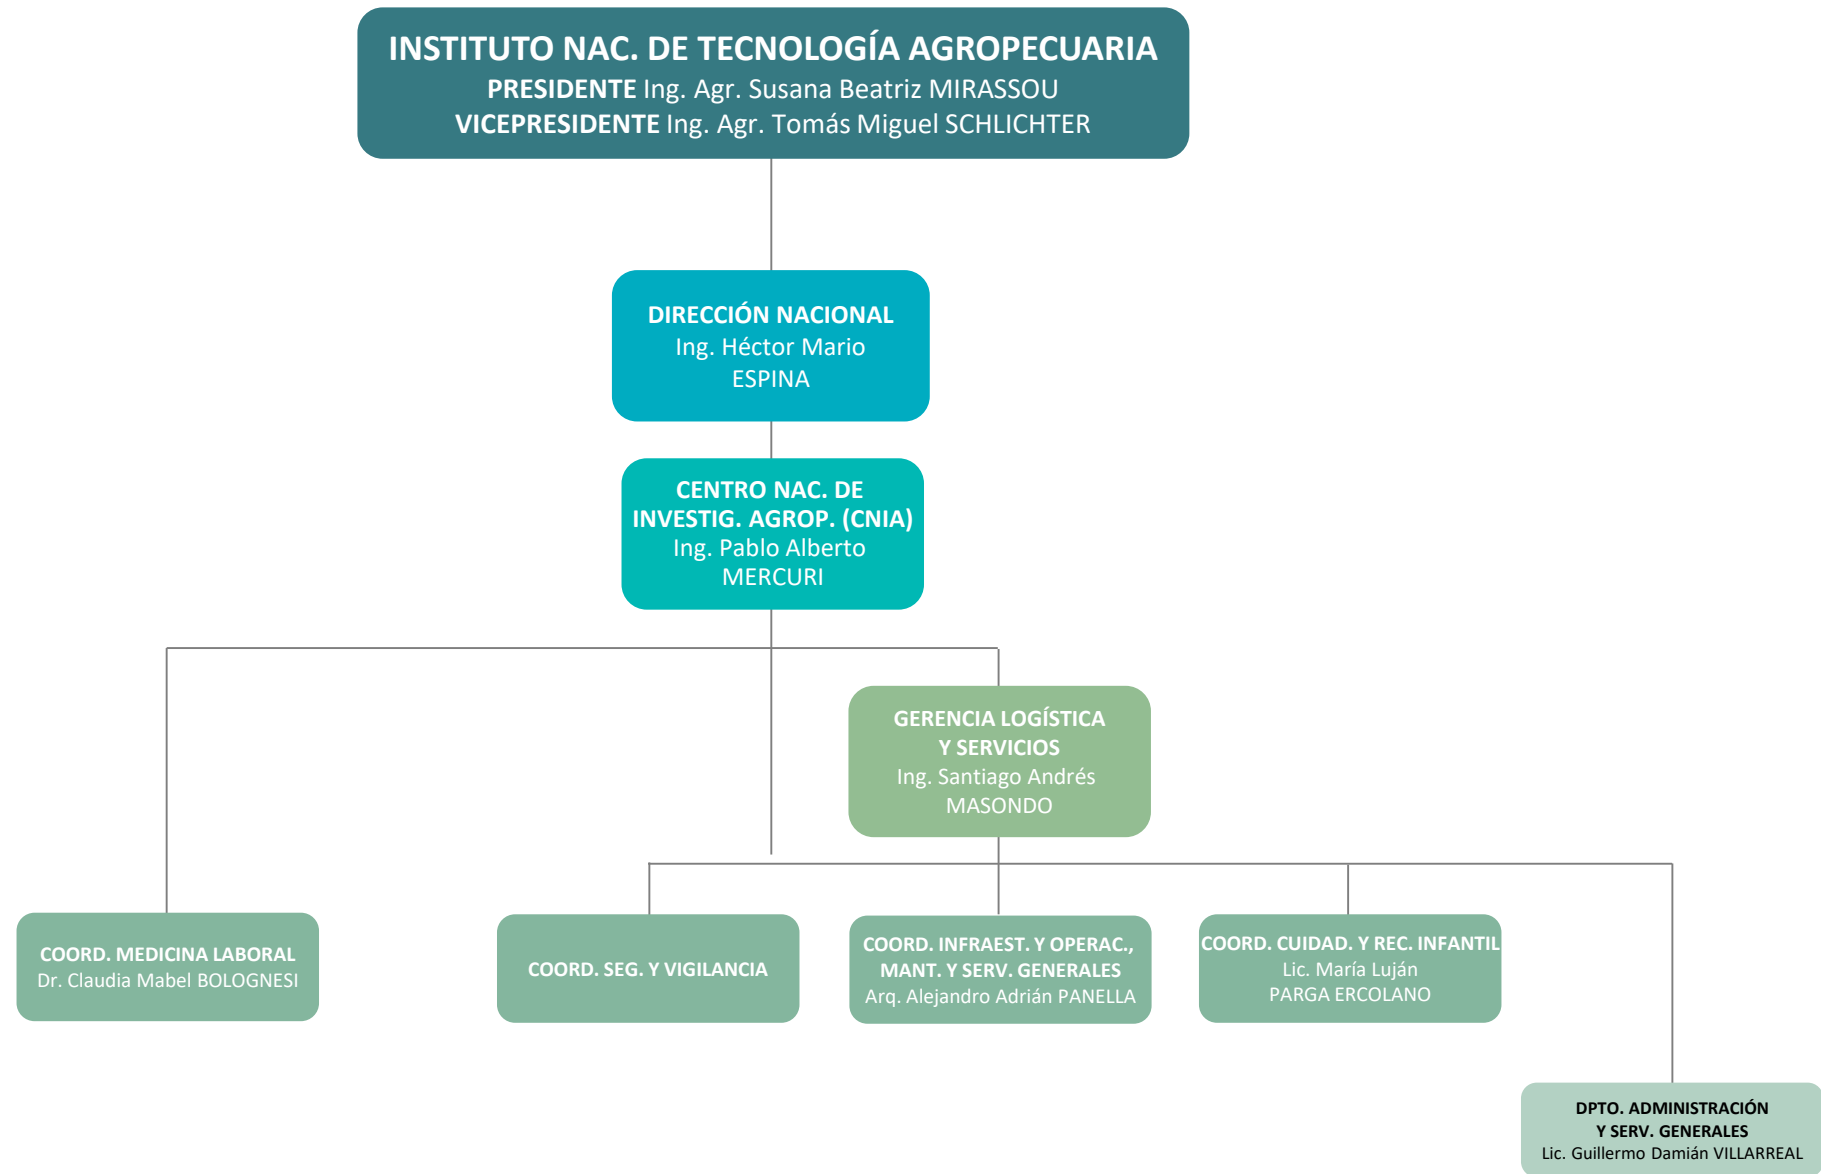 INSTITUTO NAC. DE TECNOLOGÍA AGROPECUARIA
PRESIDENTE Ing. Agr. Susana Beatriz MIRASSOU
VICEPRESIDENTE Ing. Agr. Tomás Miguel SCHLICHTER
DIRECCIÓN NACIONAL
Ing. Héctor Mario
ESPINA
CENTRO NAC. DE
INVESTIG. AGROP. (CNIA)
Ing. Pablo Alberto
MERCURI
GERENCIA LOGÍSTICA
Y SERVICIOS
Ing. Santiago Andrés
MASONDO
COORD. MEDICINA LABORAL
Dr. Claudia Mabel BOLOGNESI
COORD. SEG. Y VIGILANCIA
COORD. INFRAEST. Y OPERAC.,
MANT. Y SERV. GENERALES
Arq. Alejandro Adrián PANELLA
COORD. CUIDAD. Y REC. INFANTIL
Lic. María Luján
PARGA ERCOLANO
DPTO. ADMINISTRACIÓN
Y SERV. GENERALES
Lic. Guillermo Damián VILLARREAL